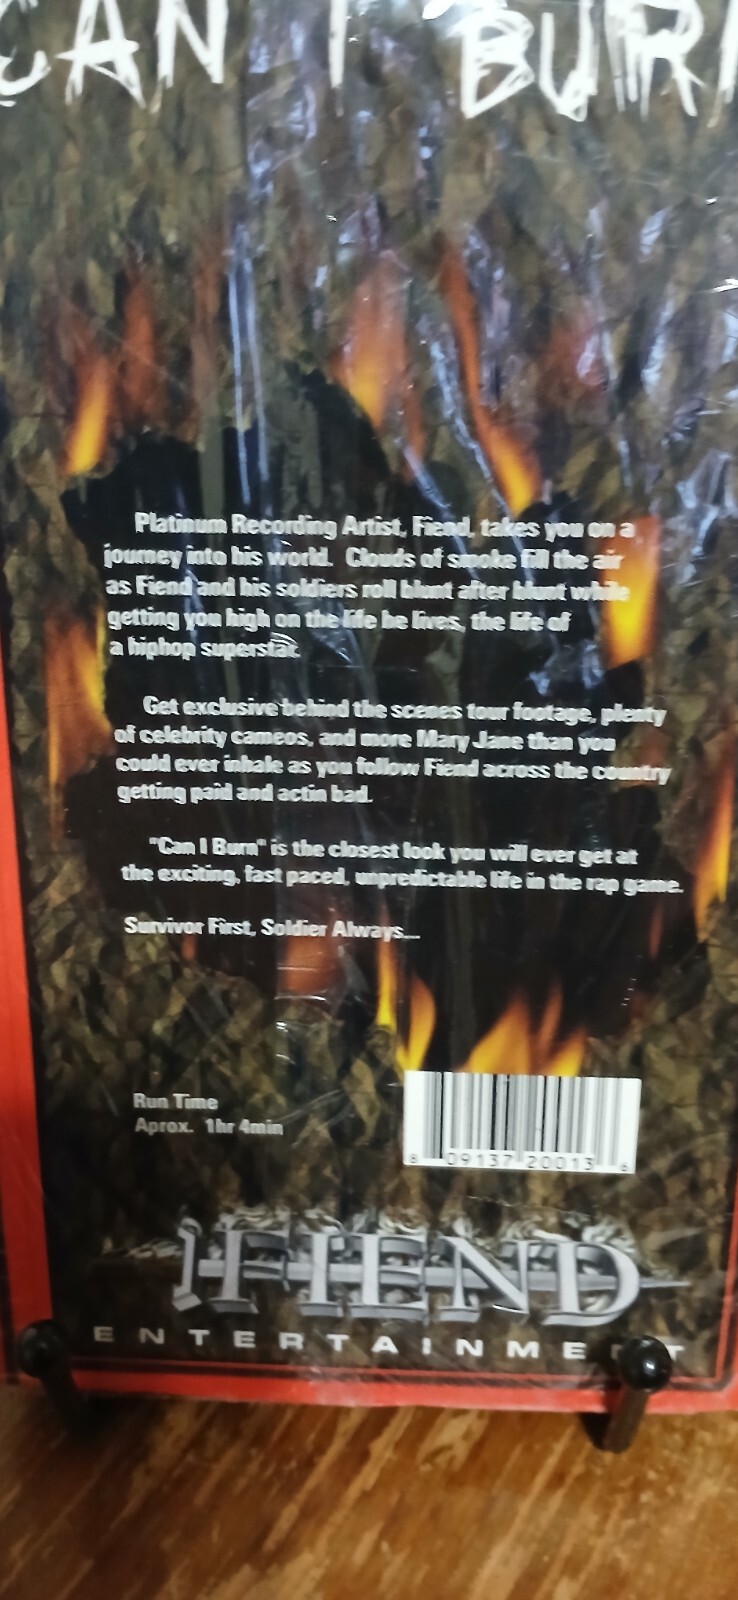 CAN I BURN
Platinum Recording Artist, Fiend, takes you on a
journey into his world. Clouds of smoke fill the air
as Fiend and his soldiers roll blunt after blunt while
getting you high on the life he lives, the life of
a hiphop superstar.
Get exclusive behind the scenes tour footage, plenty
of celebrity cameos, and more Mary Jane than you
could ever inhale as you follow Fiend across the country
getting paid and actin bad.
"Can I Burn" is the closest look you will ever get at
the exciting, fast paced, unpredictable life in the rap game.
Survivor First, Soldier Always...
Run Time
Aprox. 1hr 4min
8 09137 20013 6
FIEND
ENTERTAINMENT